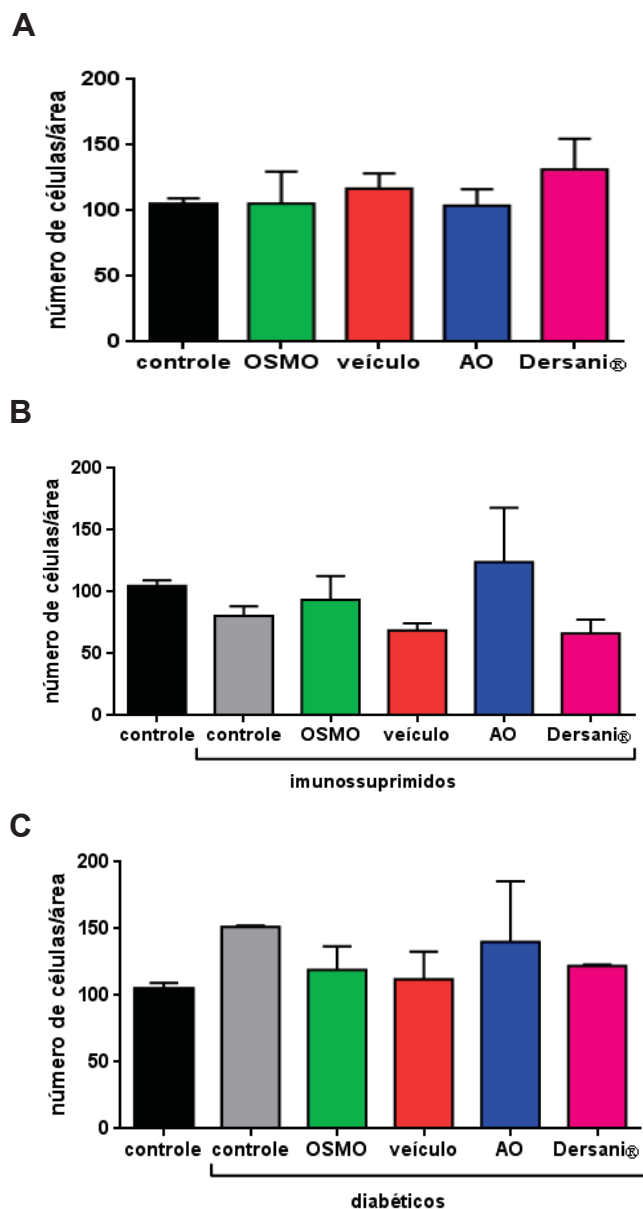 A
número de células/área
200
150
100
50
0
controle OSMO veículo AO Dersani®
B
número de células/área
200
150
100
50
0
controle controle OSMO veículo AO Dersani®
imunossuprimidos
C
número de células/área
200
150
100
50
0
controle controle OSMO veículo AO Dersani®
diabéticos